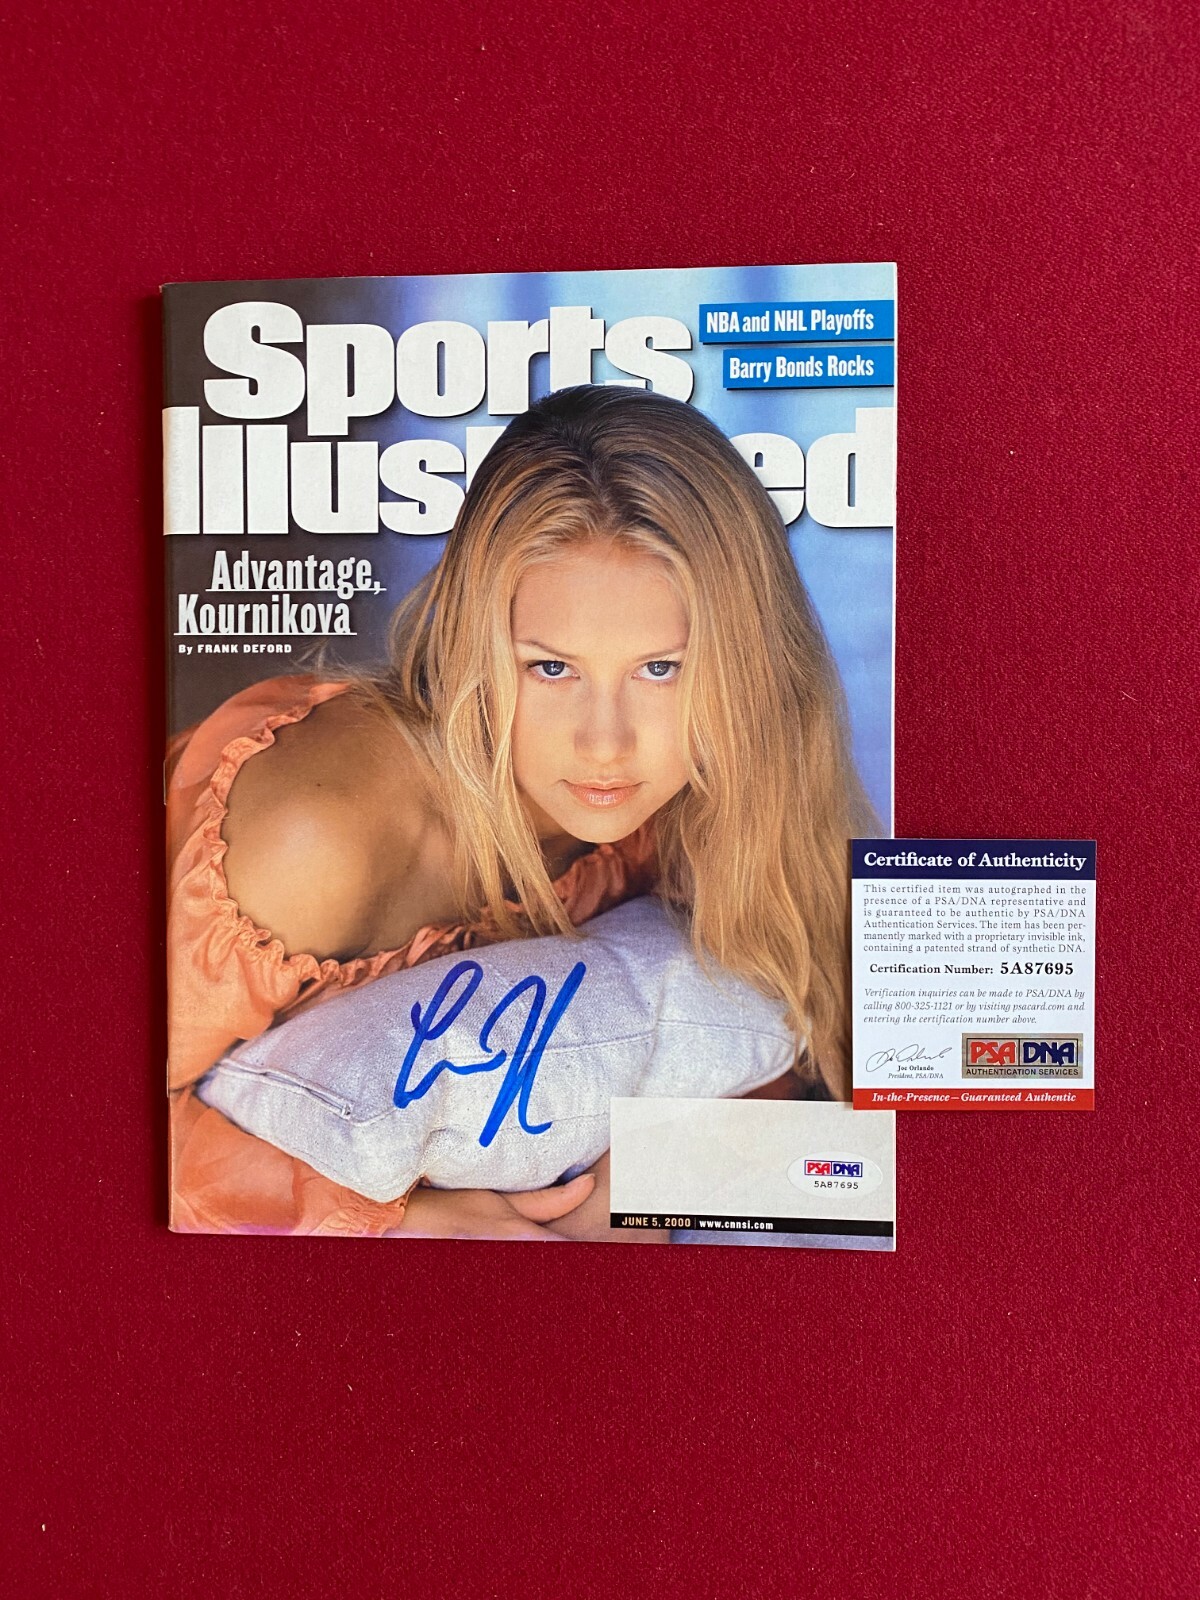 Sports
Illus ed
NBA and NHL Playoffs
Barry Bonds Rocks
Advantage,
Kournikova
By FRANK DEFORD
Certificate of Authenticity
This certified item was autographed in the
presence of a PSA/DNA representative and
is guaranteed to be authentic by PSA/DNA
Authentication Services. The item has been per-
manently marked with a proprietary invisible ink,
containing a patented strand of synthetic DNA.
Certification Number: 5A87695
Verification inquiries can be made to PSA/DNA by
calling 800-325-1121 or by visiting psacard.com and
entering the certification number above.
Joe Orlando
President, PSA/DNA
PSA DNA
AUTHENTICATION SERVICES
In-the-Presence – Guaranteed Authentic
PSA DNA
5A87695
JUNE 5, 2000 | www.cnnsi.com